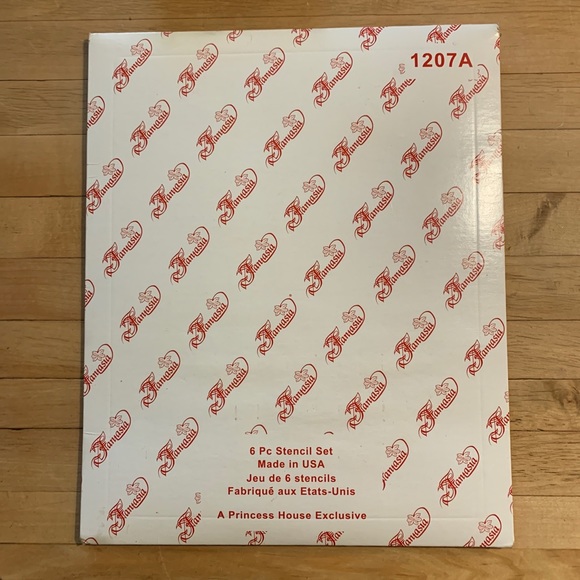 1207A
Fantasia
6 Pc Stencil Set
Made in USA
Jeu de 6 stencils
Fabriqué aux Etats-Unis
A Princess House Exclusive